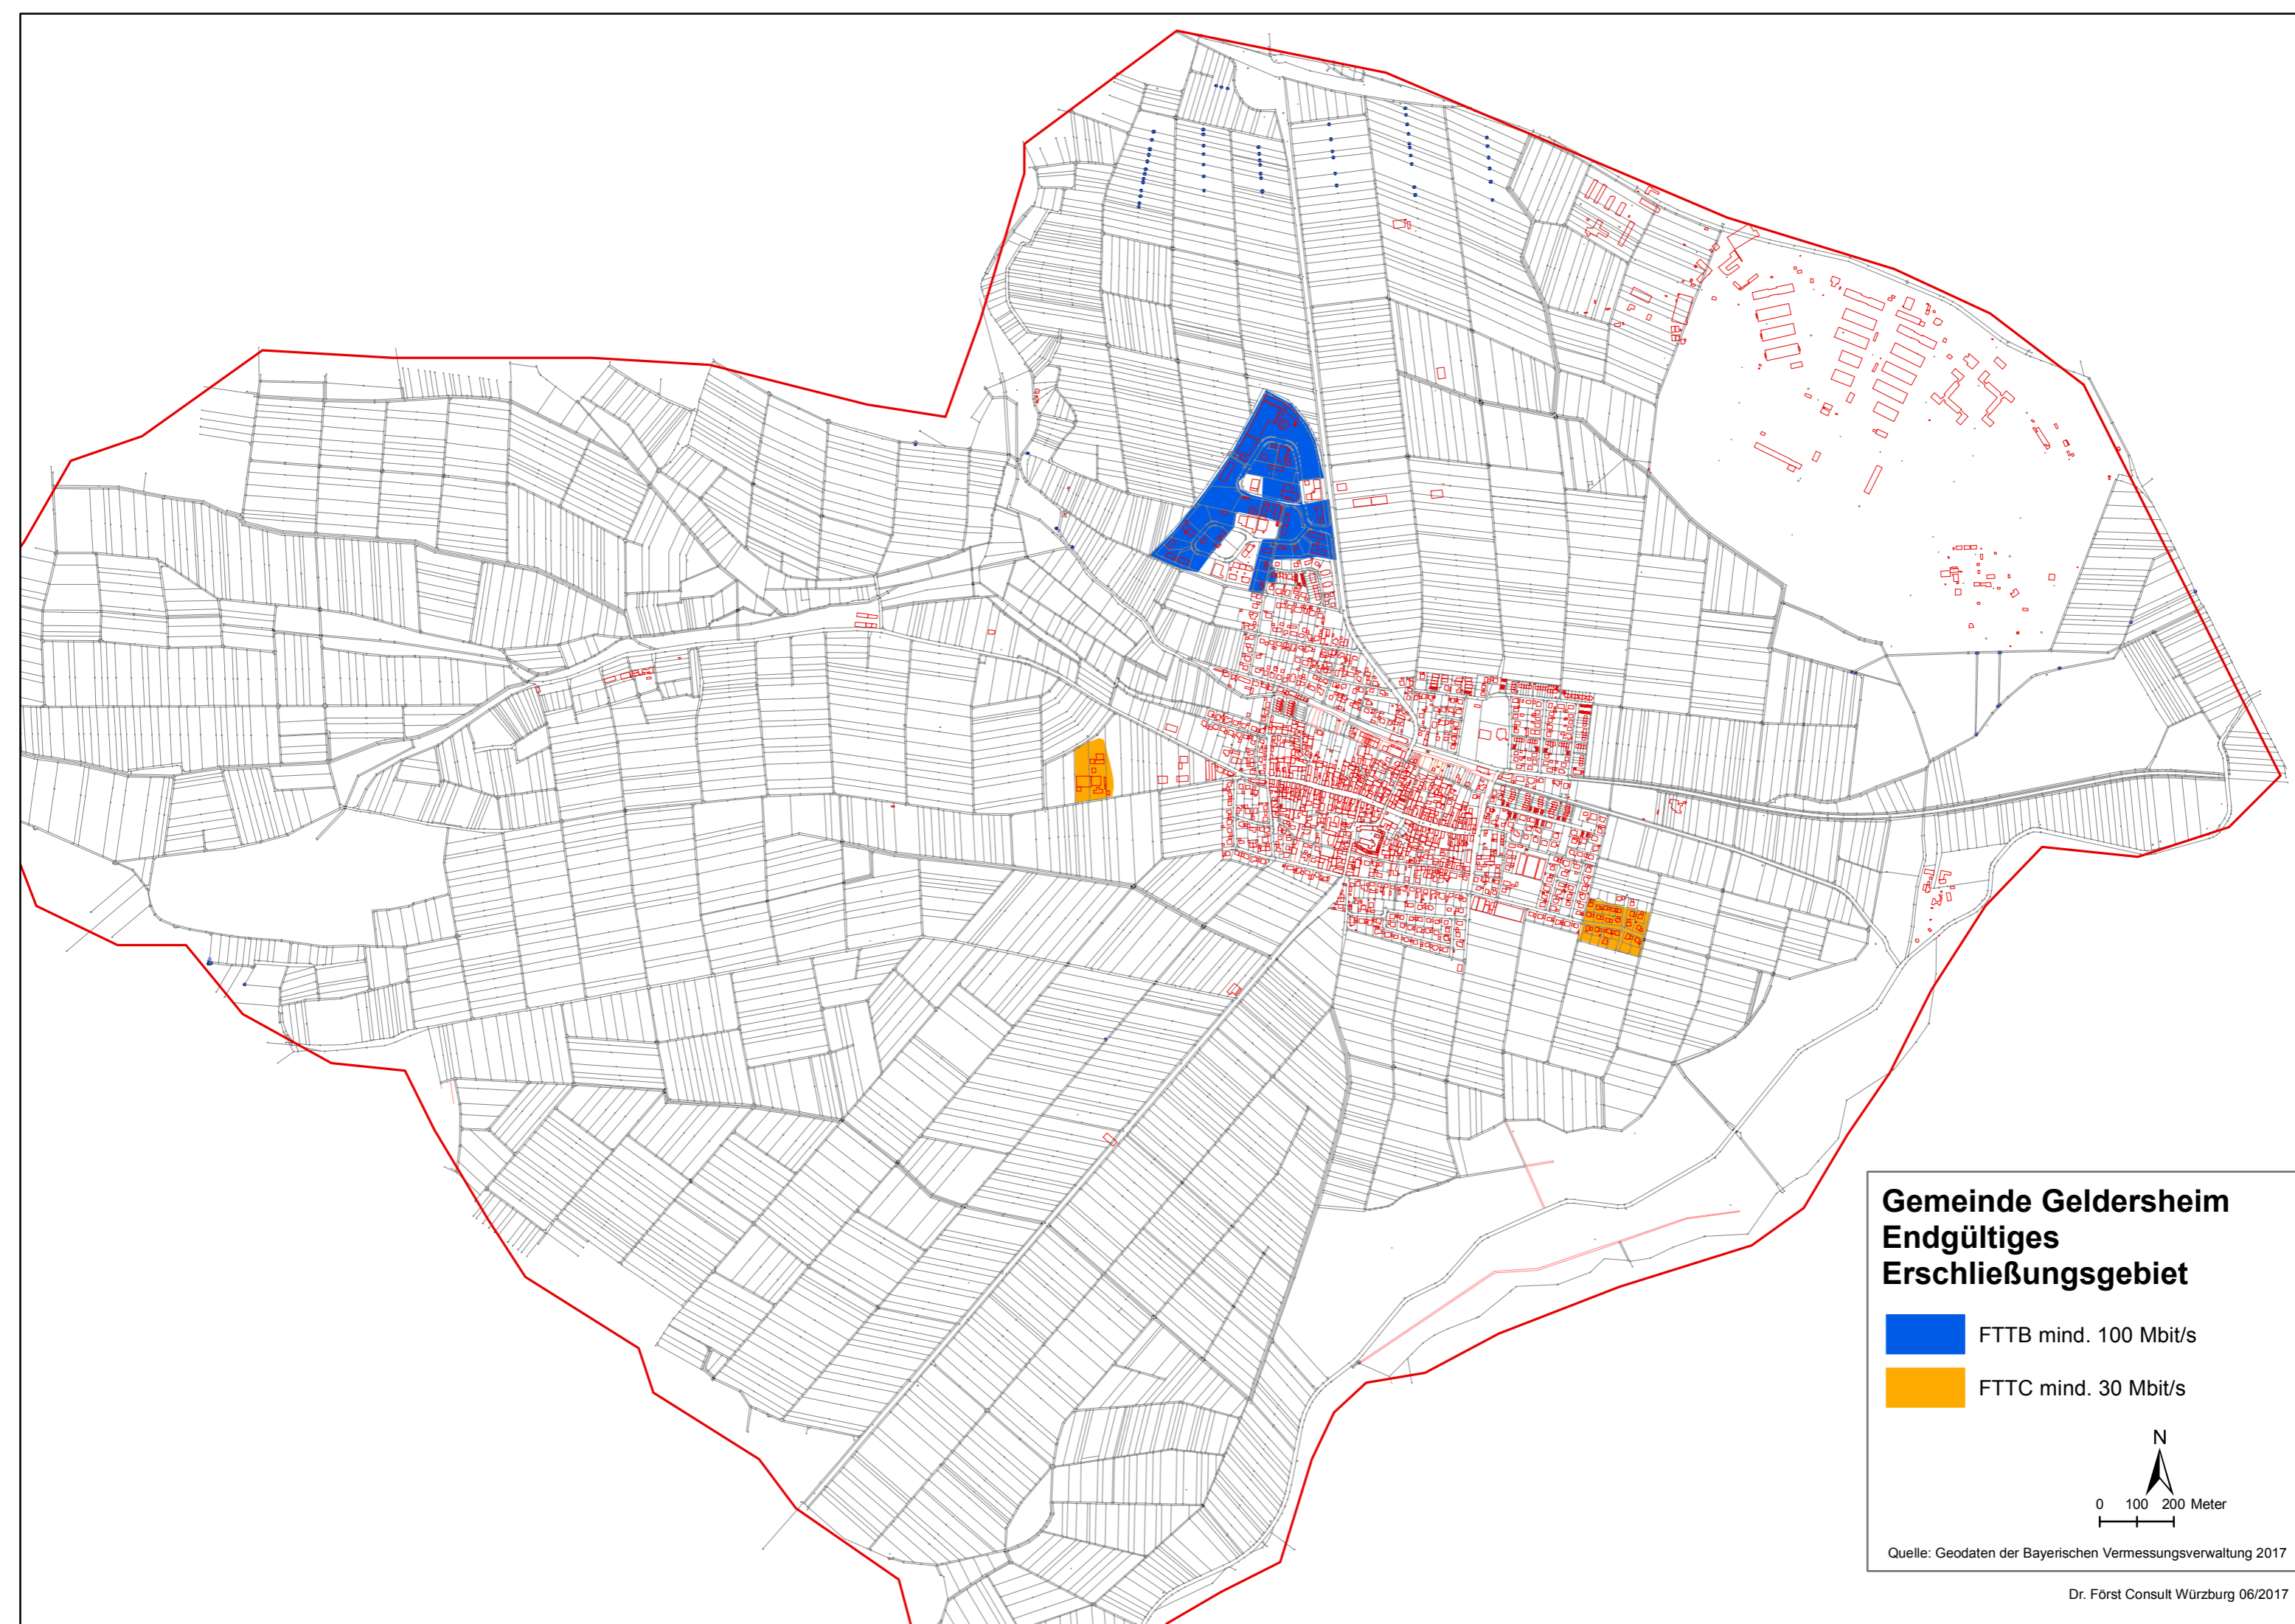 Gemeinde Geldersheim
Endgültiges
Erschließungsgebiet
FTTB mind. 100 Mbit/s
FTTC mind. 30 Mbit/s
N
0 100 200 Meter
Quelle: Geodaten der Bayerischen Vermessungsverwaltung 2017
Dr. Först Consult Würzburg 06/2017